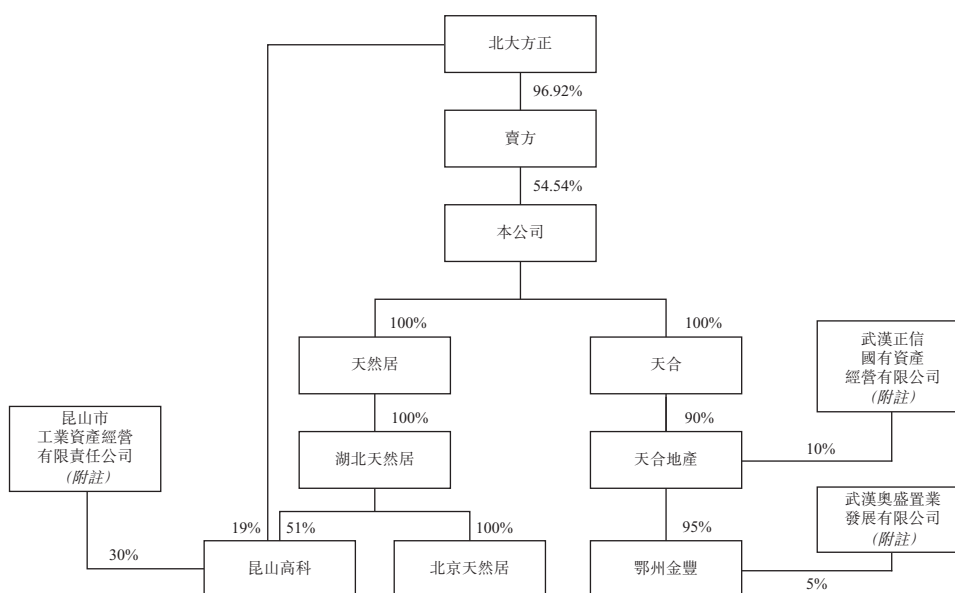 北大方正
96.92%
賣方
54.54%
本公司
100%
100%
天然居
天合
武漢正信
國有資產
經營有限公司
(附註)
100%
90%
昆山市
工業資產經營
有限責任公司
(附註)
湖北天然居
天合地產
10%
武漢奧盛置業
發展有限公司
(附註)
19%
51%
100%
95%
30%
昆山高科
北京天然居
鄂州金豐
5%